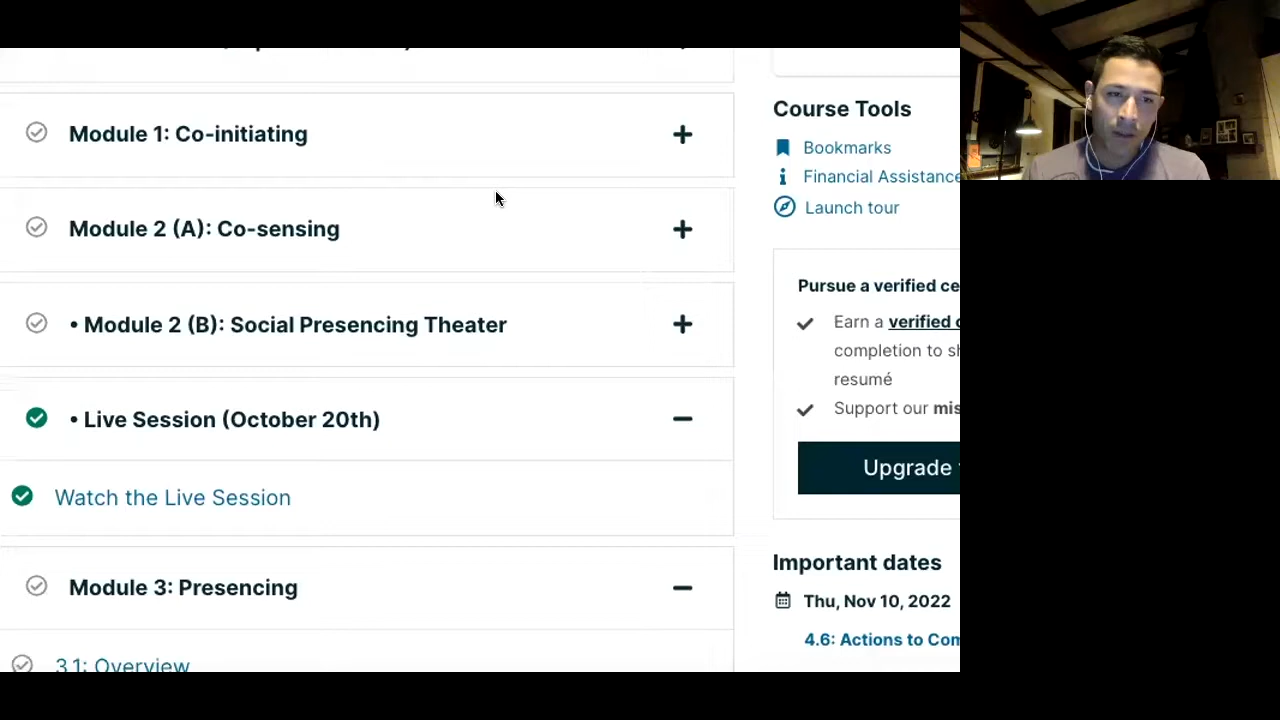 Module 1: Co-initiating
Module 2 (A): Co-sensing
• Module 2 (B): Social Presencing Theater
• Live Session (October 20th)
Watch the Live Session
Module 3: Presencing
3.1: Overview
Course Tools
Bookmarks
Financial Assistance
Launch tour
Pursue a verified ce
Earn a verified c
completion to sh
resumé
Support our mis
Upgrade
Important dates
Thu, Nov 10, 2022
4.6: Actions to Com